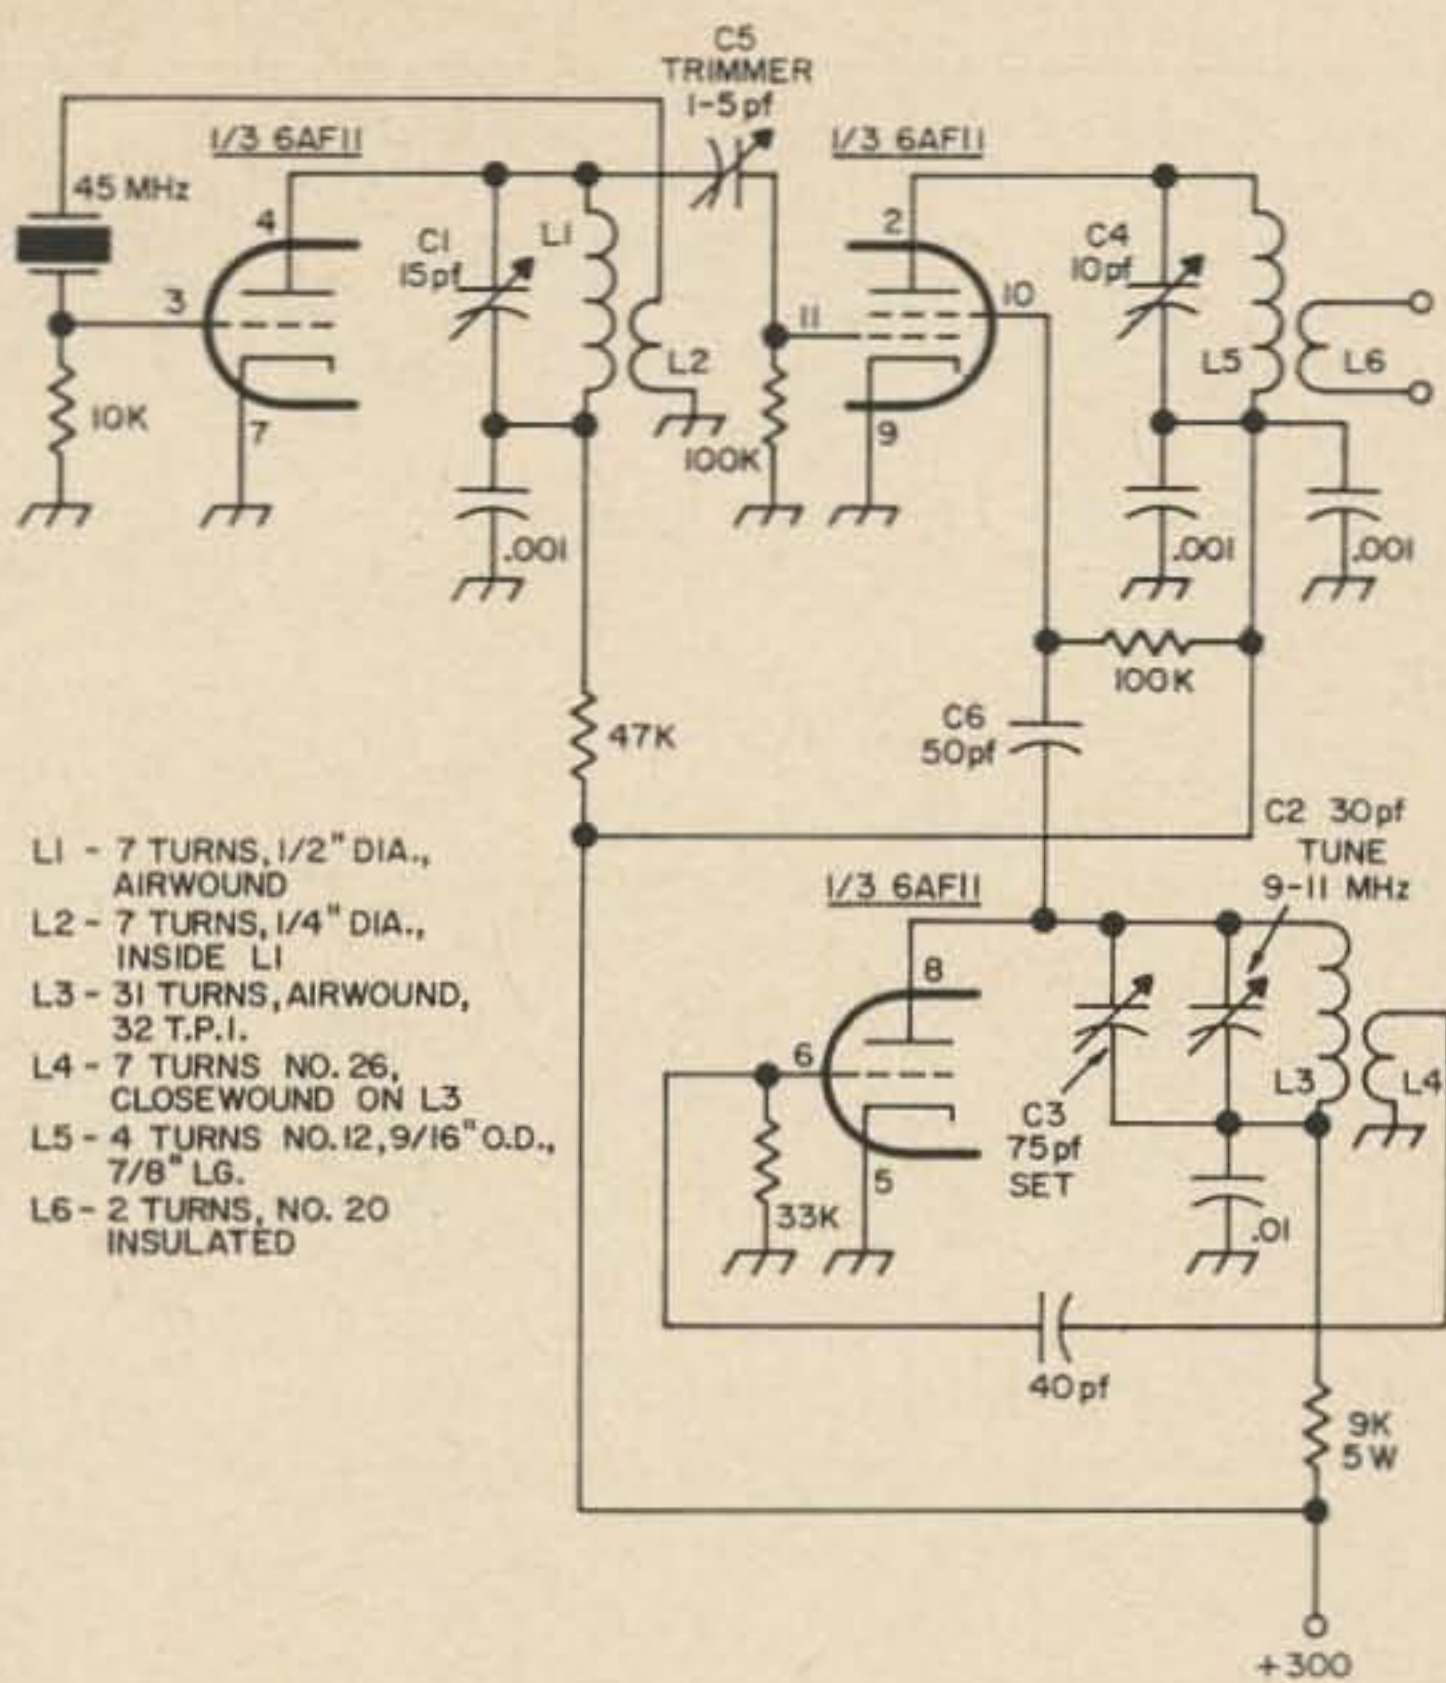 C5
TRIMMER
1-5pf
1/3 6AF11
1/3 6AF11
45 MHz
4
C1
15pf
L1
2
C4
10pf
3
10
11
L2
L5
L6
10K
7
100K
9
.001
.001
.001
100K
47K
C6
50pf
C2 30pf
TUNE
9-11 MHz
L1 - 7 TURNS, 1/2" DIA.,
AIRWOUND
L2 - 7 TURNS, 1/4" DIA.,
INSIDE L1
L3 - 31 TURNS, AIRWOUND,
32 T.P.I.
L4 - 7 TURNS NO. 26,
CLOSEWOUND ON L3
L5 - 4 TURNS NO. 12, 9/16" O.D.,
7/8" LG.
L6 - 2 TURNS, NO. 20
INSULATED
1/3 6AF11
8
6
L3
L4
C3
75pf
SET
5
33K
.01
40pf
9K
5W
+300